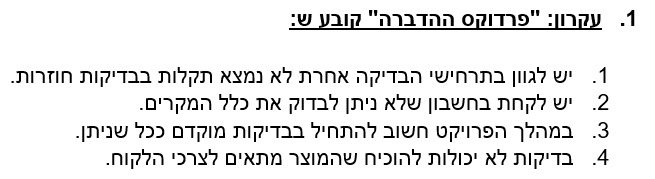 1. עקרון: "פרדוקס ההדברה" קובע ש:
1. יש לגוון בתרחישי הבדיקה אחרת לא נמצא תקלות בבדיקות חוזרות.
2. יש לקחת בחשבון שלא ניתן לבדוק את כלל המקרים.
3. במהלך הפרויקט חשוב להתחיל בבדיקות מוקדם ככל שניתן.
4. בדיקות לא יכולות להוכיח שהמוצר מתאים לצרכי הלקוח.